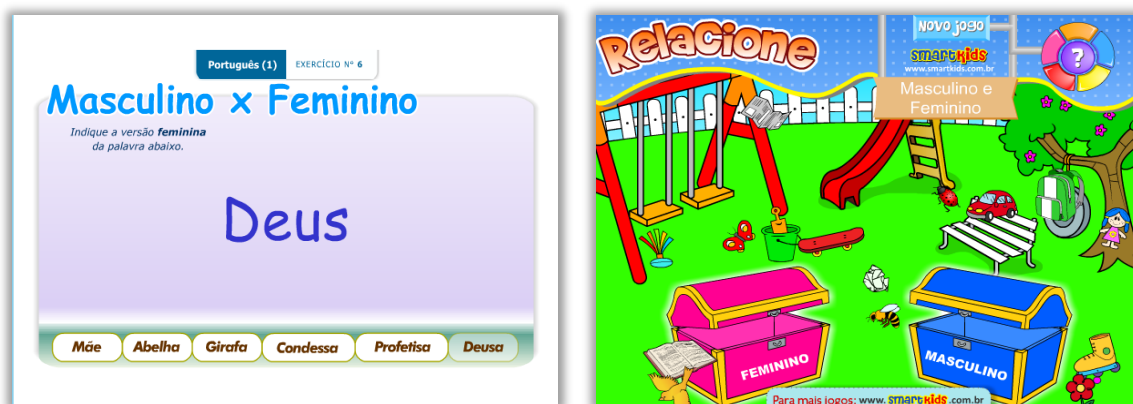 Português (1)
EXERCÍCIO Nº 6
Masculino x Feminino
Indique a versão feminina
da palavra abaixo.
Deus
Mãe
Abelha
Girafa
Condessa
Profetisa
Deusa
Relacione
Novo jogo
smartkids
www.smartkids.com.br
?
Masculino e
Feminino
FEMININO
MASCULINO
Para mais jogos: www.smartkids.com.br